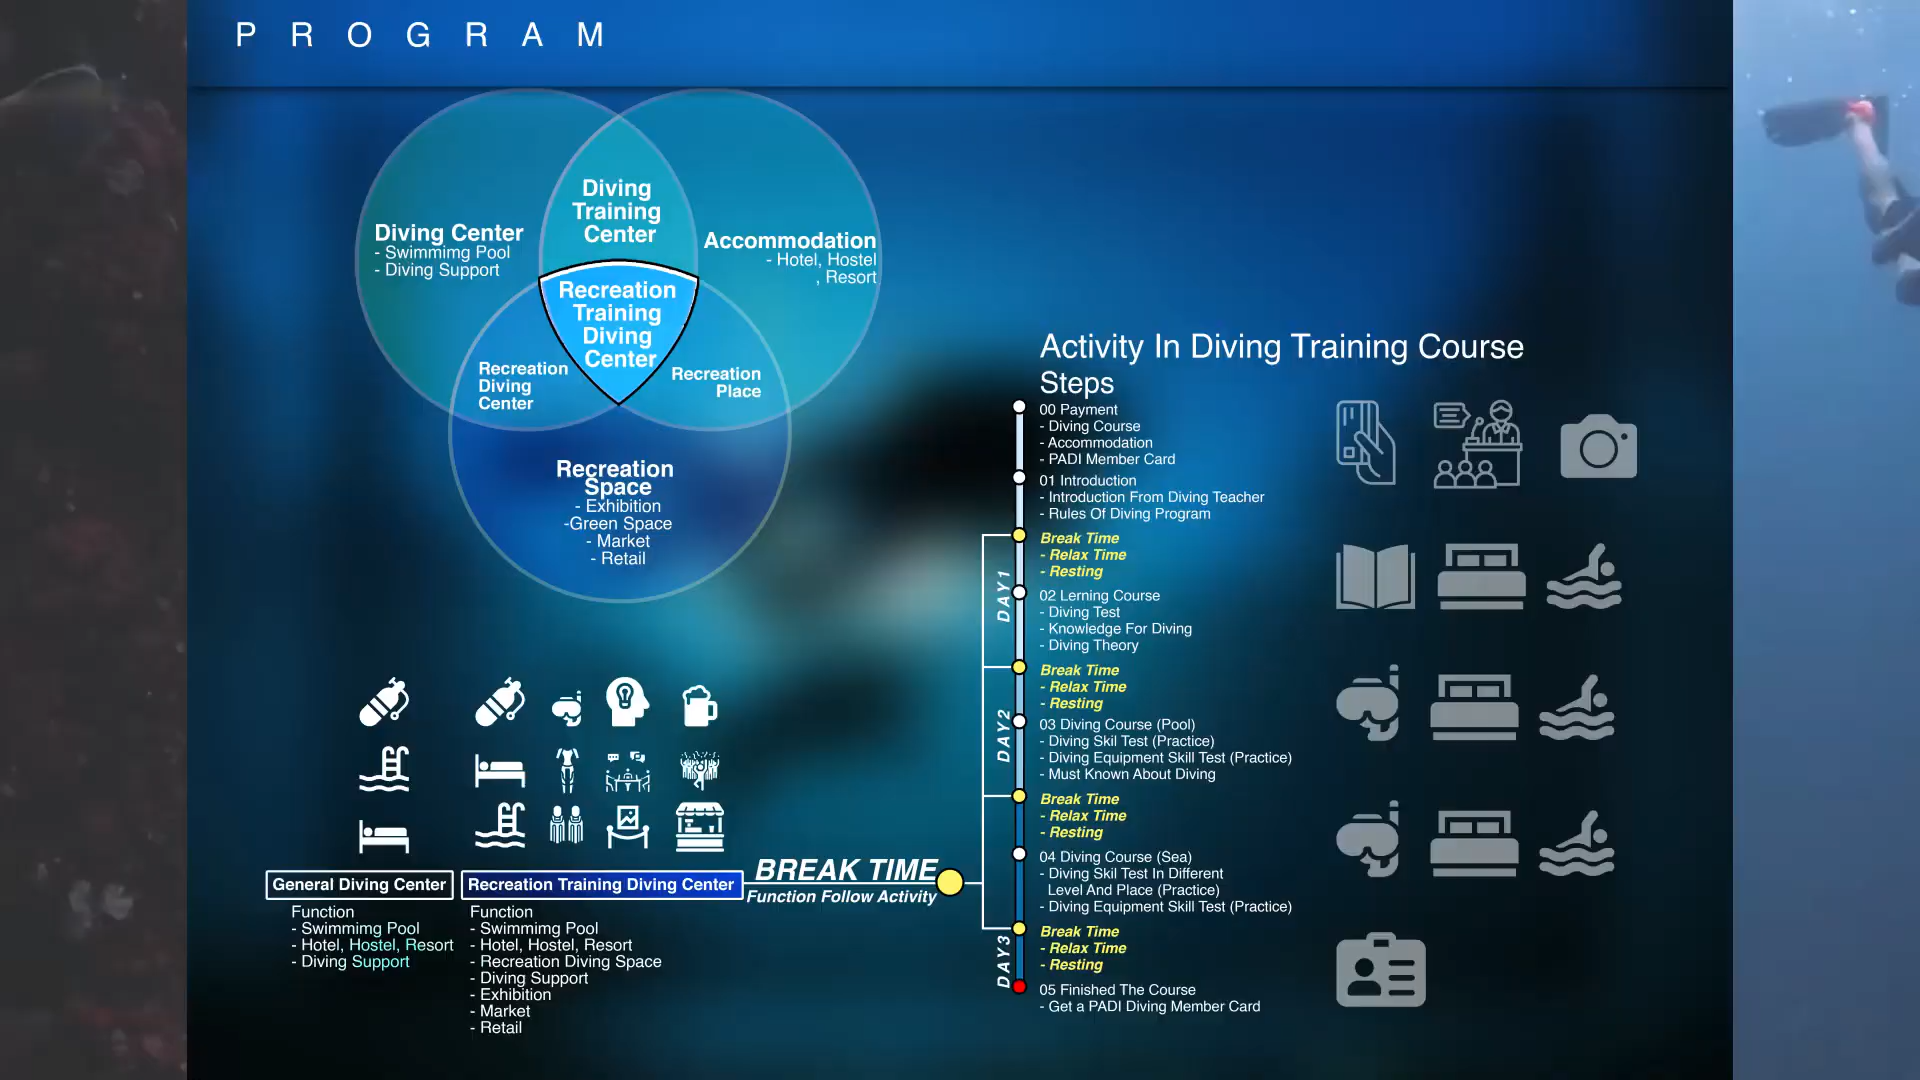 PROGRAM
Diving
Training
Center
Diving Center
- Swimmimg Pool
- Diving Support
Accommodation
- Hotel, Hostel
, Resort
Recreation
Training
Diving
Center
Recreation
Diving
Center
Recreation
Place
Recreation
Space
- Exhibition
-Green Space
- Market
- Retail
General Diving Center
Function
- Swimmimg Pool
- Hotel, Hostel, Resort
- Diving Support
Recreation Training Diving Center
Function
- Swimmimg Pool
- Hotel, Hostel, Resort
- Recreation Diving Space
- Diving Support
- Exhibition
- Market
- Retail
BREAK TIME
Function Follow Activity
Activity In Diving Training Course
Steps
00 Payment
- Diving Course
- Accommodation
- PADI Member Card
01 Introduction
- Introduction From Diving Teacher
- Rules Of Diving Program
Break Time
- Relax Time
- Resting
DAY1
02 Lerning Course
- Diving Test
- Knowledge For Diving
- Diving Theory
Break Time
- Relax Time
- Resting
DAY2
03 Diving Course (Pool)
- Diving Skil Test (Practice)
- Diving Equipment Skill Test (Practice)
- Must Known About Diving
Break Time
- Relax Time
- Resting
04 Diving Course (Sea)
- Diving Skil Test In Different
Level And Place (Practice)
- Diving Equipment Skill Test (Practice)
Break Time
- Relax Time
- Resting
DAY3
05 Finished The Course
- Get a PADI Diving Member Card